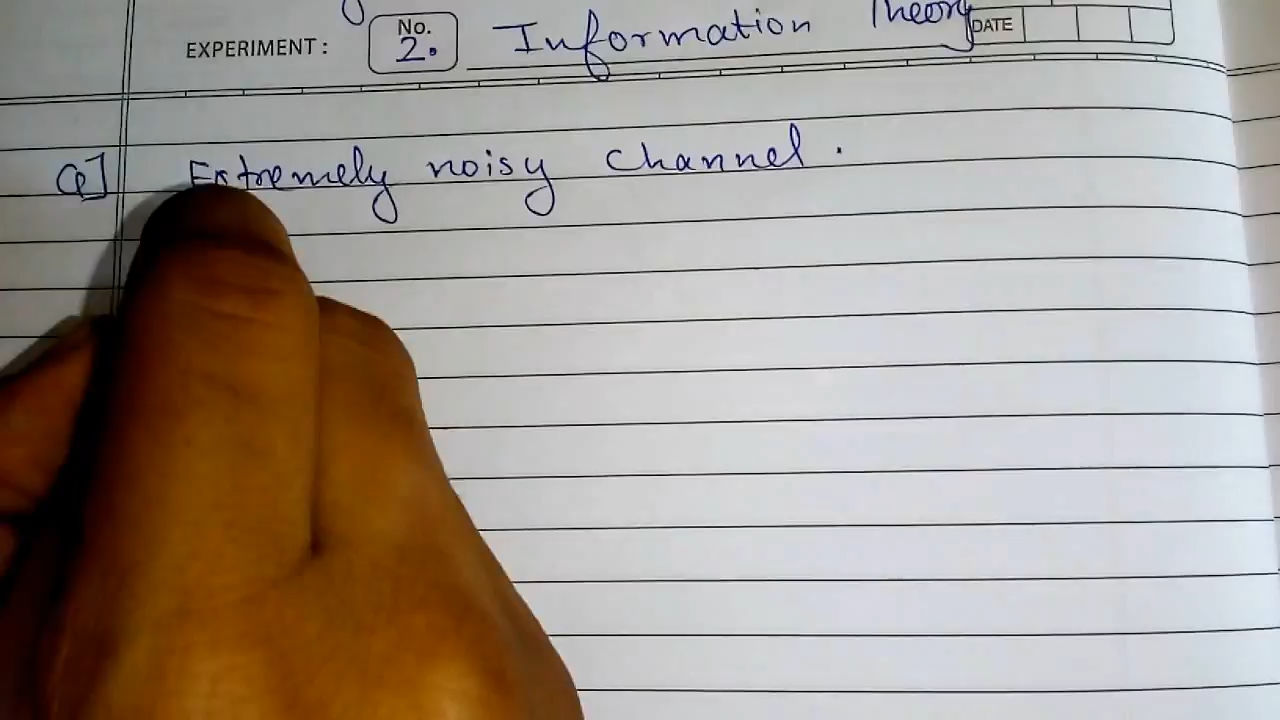 EXPERIMENT : No. 2. Information Theory DATE
Q] Extremely noisy channel.